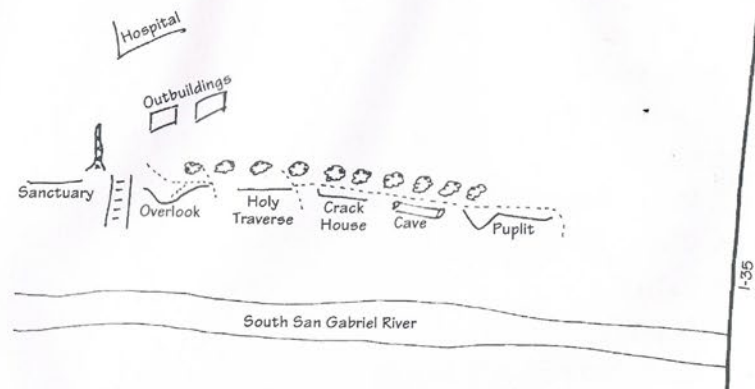 Hospital
Outbuildings
Sanctuary
Overlook
Holy
Traverse
Crack
House
Cave
Puplit
I-35
South San Gabriel River